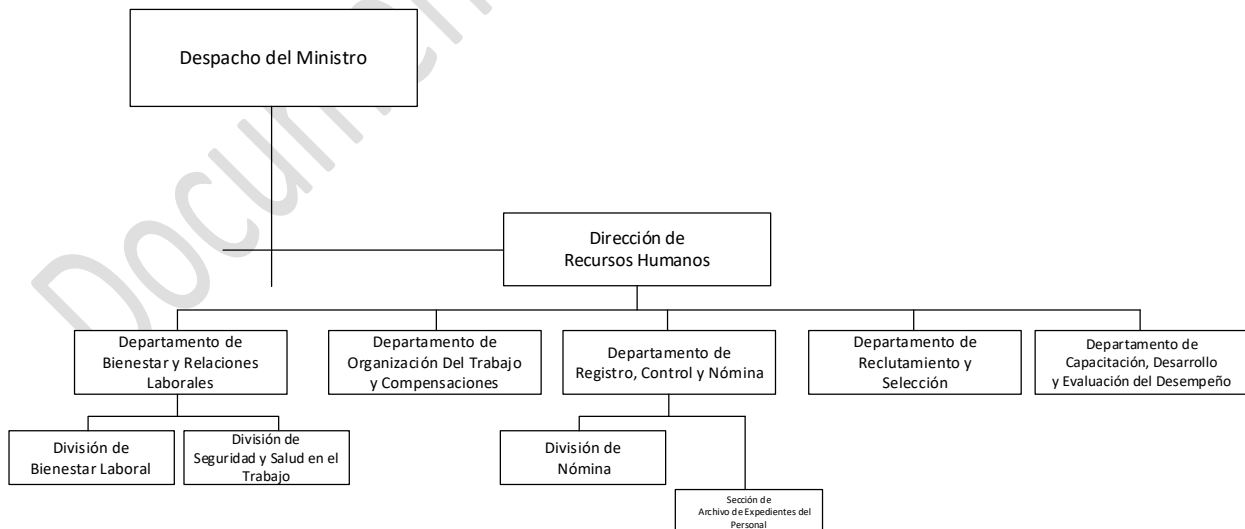 Despacho del Ministro
Dirección de
Recursos Humanos
Departamento de
Bienestar y Relaciones
Laborales
Departamento de
Organización Del Trabajo
y Compensaciones
Departamento de
Registro, Control y Nómina
Departamento de
Reclutamiento y
Selección
Departamento de
Capacitación, Desarrollo
y Evaluación del Desempeño
División de
Bienestar Laboral
División de
Seguridad y Salud en el
Trabajo
División de
Nómina
Sección de
Archivo de Expedientes del
Personal
Documen